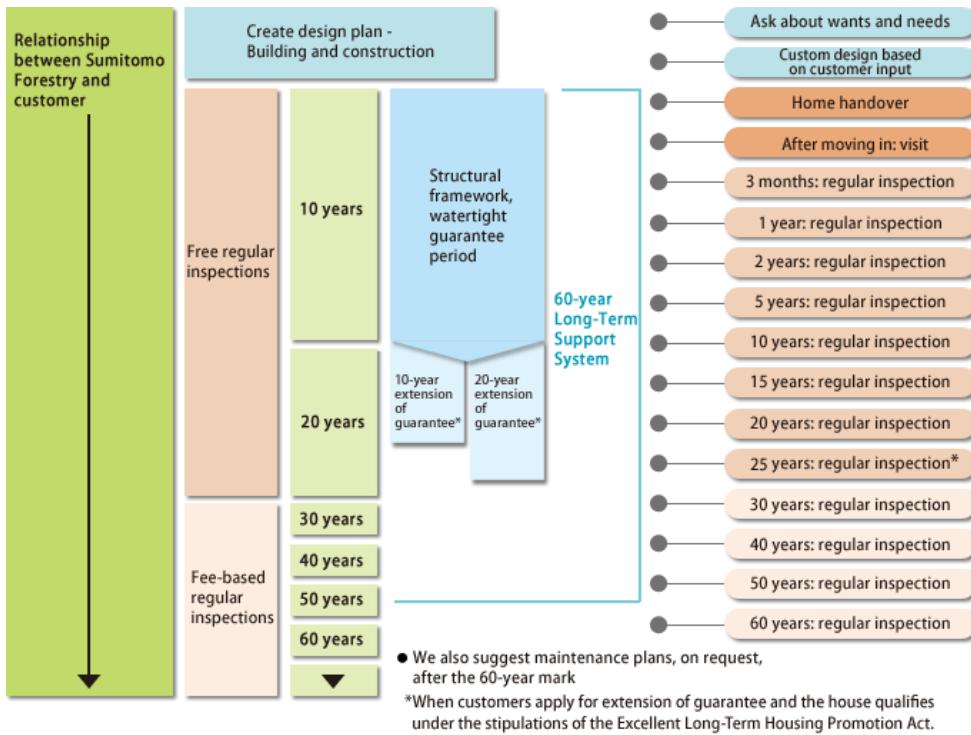 Relationship
between Sumitomo
Forestry and
customer
Create design plan -
Building and construction
Free regular
inspections
Fee-based
regular
inspections
10 years
20 years
30 years
40 years
50 years
60 years
Structural
framework,
watertight
guarantee
period
10-year
extension
of
guarantee*
20-year
extension
of
guarantee*
60-year
Long-Term
Support
System
Ask about wants and needs
Custom design based
on customer input
Home handover
After moving in: visit
3 months: regular inspection
1 year: regular inspection
2 years: regular inspection
5 years: regular inspection
10 years: regular inspection
15 years: regular inspection
20 years: regular inspection
25 years: regular inspection*
30 years: regular inspection
40 years: regular inspection
50 years: regular inspection
60 years: regular inspection
● We also suggest maintenance plans, on request,
after the 60-year mark
*When customers apply for extension of guarantee and the house qualifies
under the stipulations of the Excellent Long-Term Housing Promotion Act.